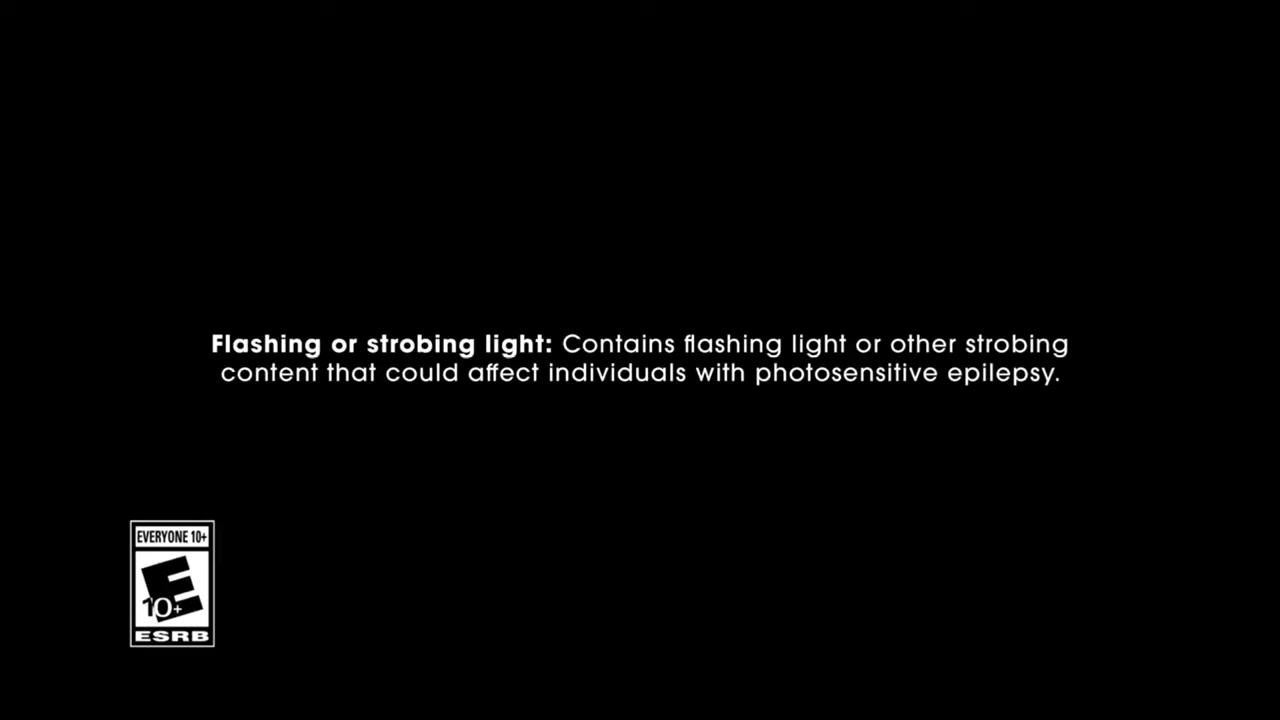 Flashing or strobing light: Contains flashing light or other strobing
content that could affect individuals with photosensitive epilepsy.
EVERYONE 10+
E
10+
ESRB